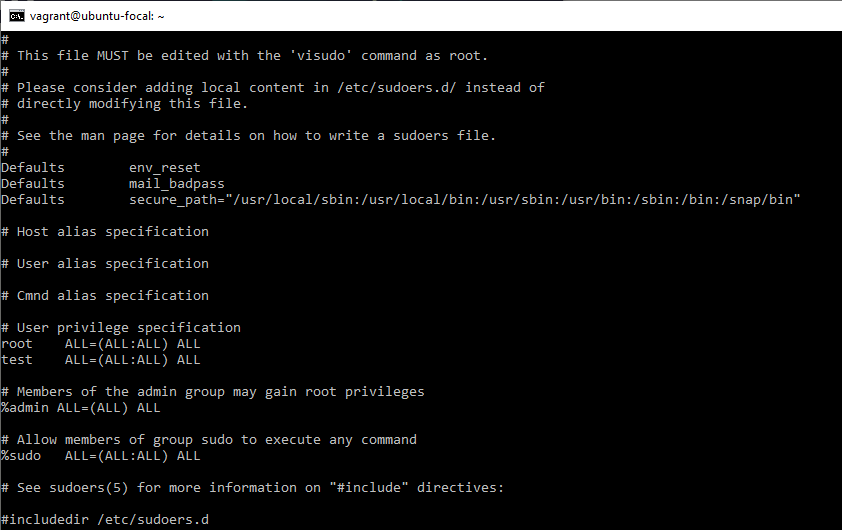 vagrant@ubuntu-focal: ~
#
# This file MUST be edited with the 'visudo' command as root.
#
# Please consider adding local content in /etc/sudoers.d/ instead of
# directly modifying this file.
#
# See the man page for details on how to write a sudoers file.
#
Defaults        env_reset
Defaults        mail_badpass
Defaults        secure_path="/usr/local/sbin:/usr/local/bin:/usr/sbin:/usr/bin:/sbin:/bin:/snap/bin"
# Host alias specification
# User alias specification
# Cmnd alias specification
# User privilege specification
root    ALL=(ALL:ALL) ALL
test    ALL=(ALL:ALL) ALL
# Members of the admin group may gain root privileges
%admin ALL=(ALL) ALL
# Allow members of group sudo to execute any command
%sudo   ALL=(ALL:ALL) ALL
# See sudoers(5) for more information on "#include" directives:
#includedir /etc/sudoers.d